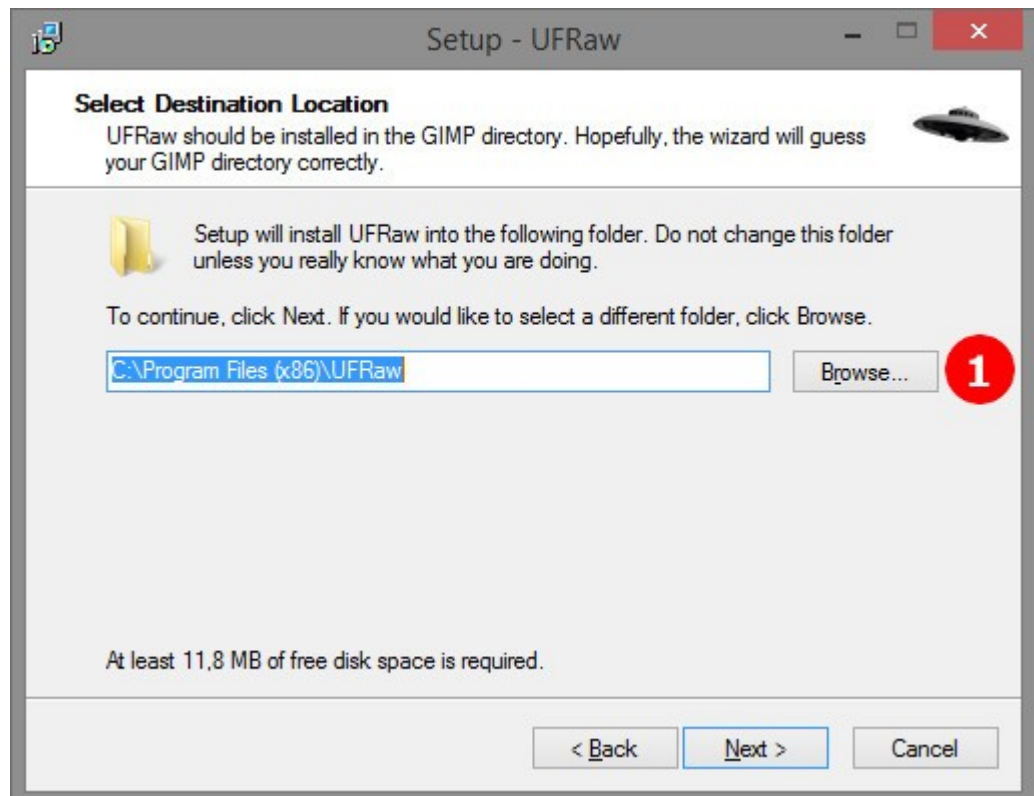 Setup - UFRaw
Select Destination Location
UFRaw should be installed in the GIMP directory. Hopefully, the wizard will guess
your GIMP directory correctly.
Setup will install UFRaw into the following folder. Do not change this folder
unless you really know what you are doing.
To continue, click Next. If you would like to select a different folder, click Browse.
C:\Program Files (x86)\UFRaw
Browse...
1
At least 11,8 MB of free disk space is required.
< Back
Next >
Cancel